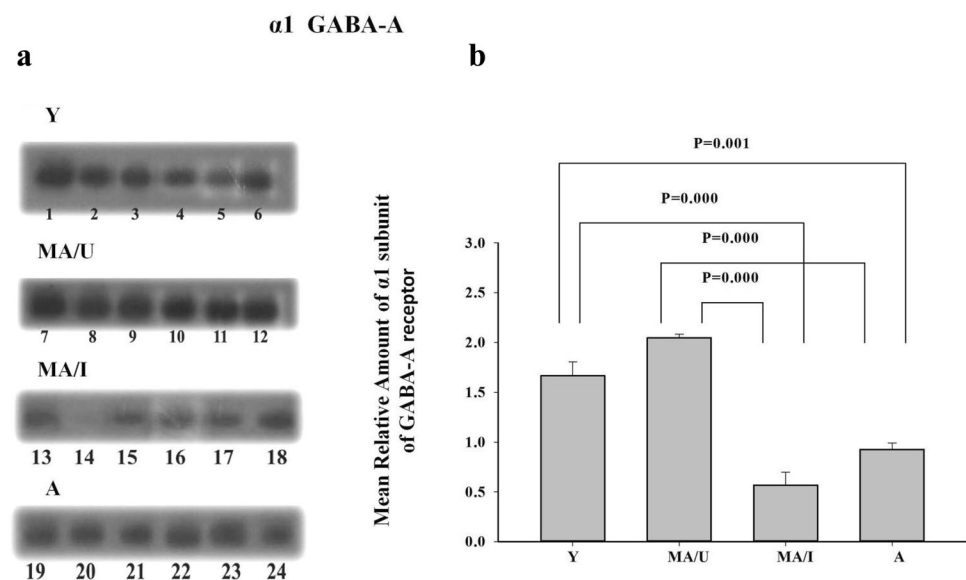 α1 GABA-A
a
Y
1 2 3 4 5 6
MA/U
7 8 9 10 11 12
MA/I
13 14 15 16 17 18
A
19 20 21 22 23 24
b
P=0.001
P=0.000
P=0.000
P=0.000
Mean Relative Amount of α1 subunit
of GABA-A receptor
3.0
2.5
2.0
1.5
1.0
0.5
0.0
Y MA/U MA/I A